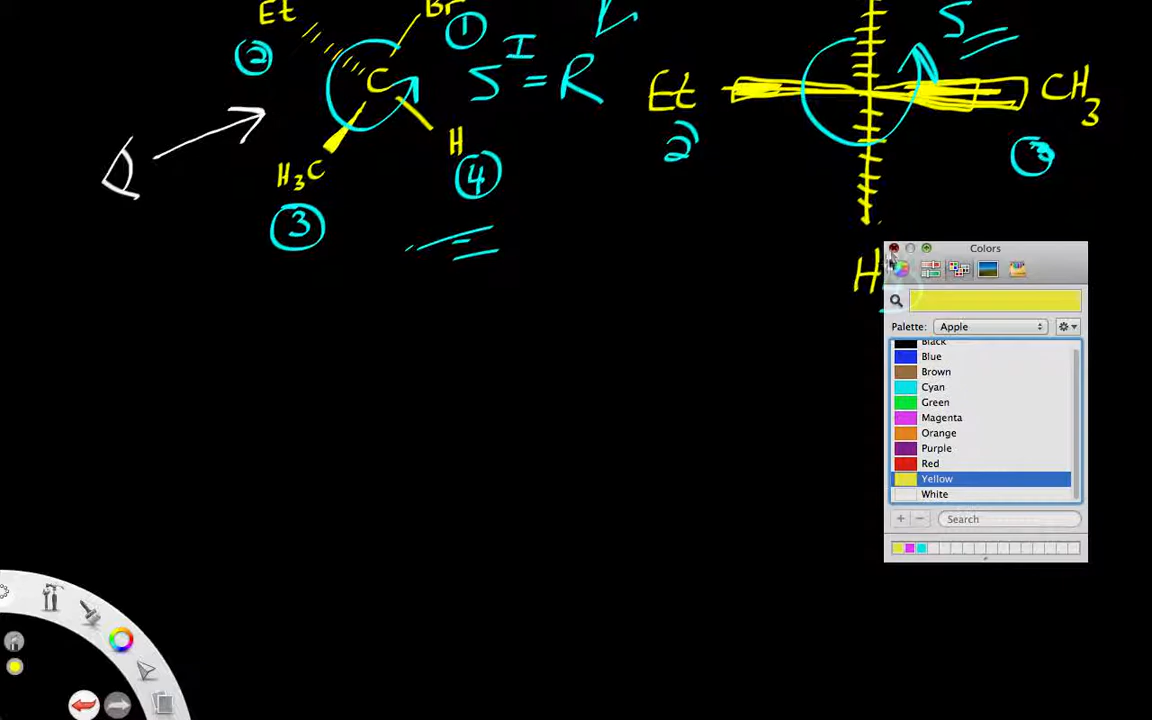 Et
Br
①
②
C
S I = R
H
④
H3C
③
S
Et
CH3
2
H
Colors
Palette: Apple
Black
Blue
Brown
Cyan
Green
Magenta
Orange
Purple
Red
Yellow
White
Search